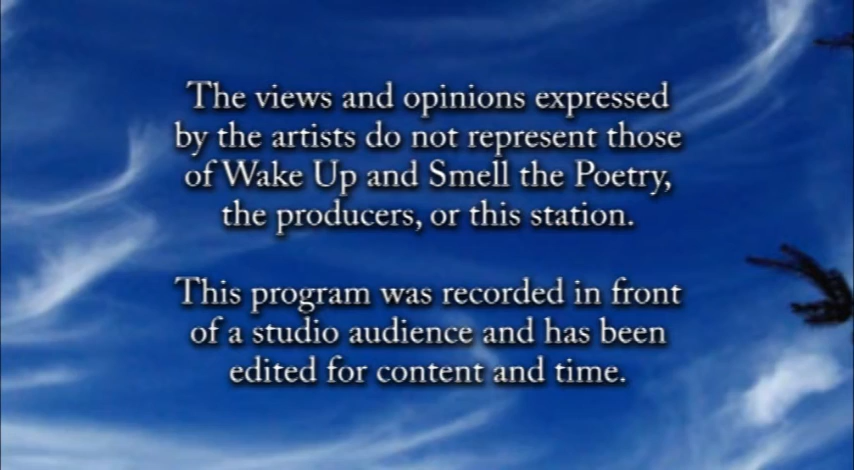 The views and opinions expressed
by the artists do not represent those
of Wake Up and Smell the Poetry,
the producers, or this station.
This program was recorded in front
of a studio audience and has been
edited for content and time.